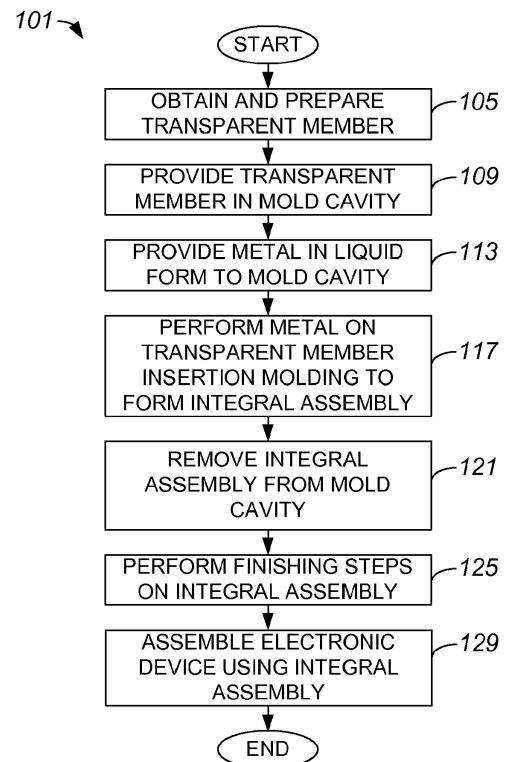 101
START
OBTAIN AND PREPARE
TRANSPARENT MEMBER
105
PROVIDE TRANSPARENT
MEMBER IN MOLD CAVITY
109
PROVIDE METAL IN LIQUID
FORM TO MOLD CAVITY
113
PERFORM METAL ON
TRANSPARENT MEMBER
INSERTION MOLDING TO
FORM INTEGRAL ASSEMBLY
117
REMOVE INTEGRAL
ASSEMBLY FROM MOLD
CAVITY
121
PERFORM FINISHING STEPS
ON INTEGRAL ASSEMBLY
125
ASSEMBLE ELECTRONIC
DEVICE USING INTEGRAL
ASSEMBLY
129
END